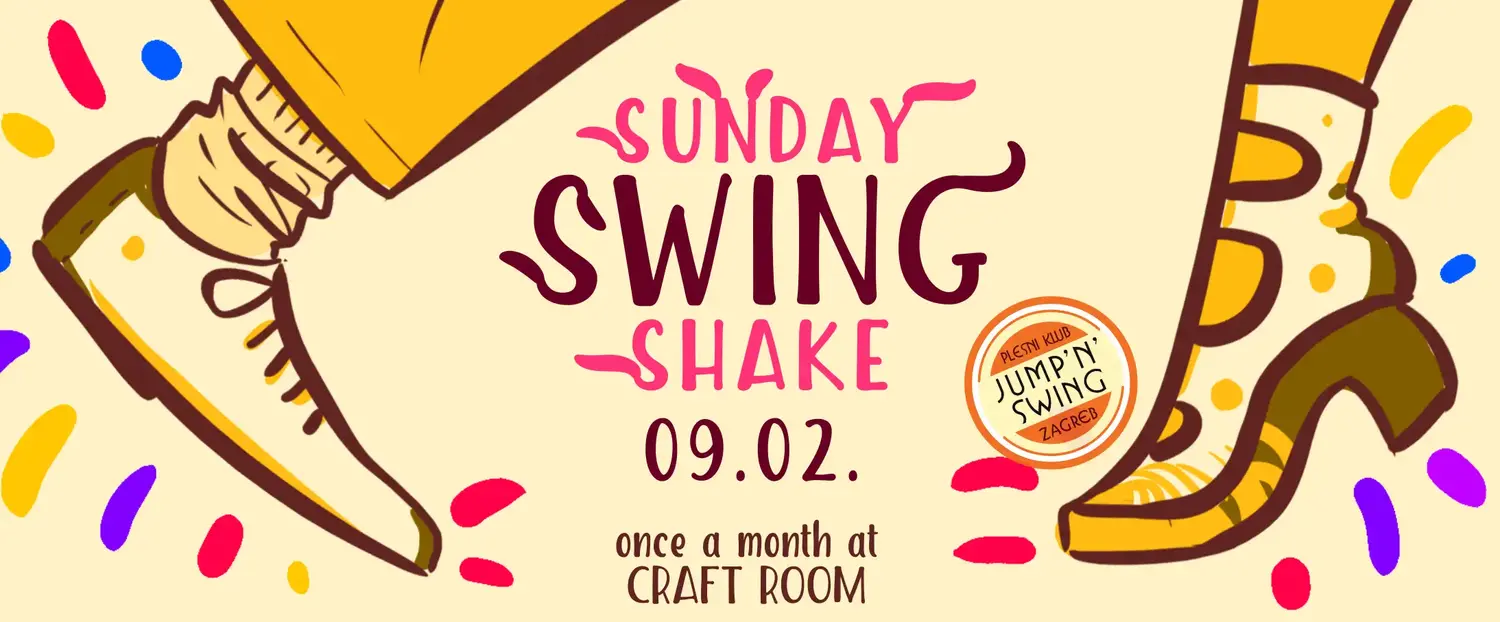 SUNDAY
SWING
SHAKE
09.02.
once a month at
CRAFT ROOM
PLESNI KLUB
JUMP'N'
SWING
ZAGREB